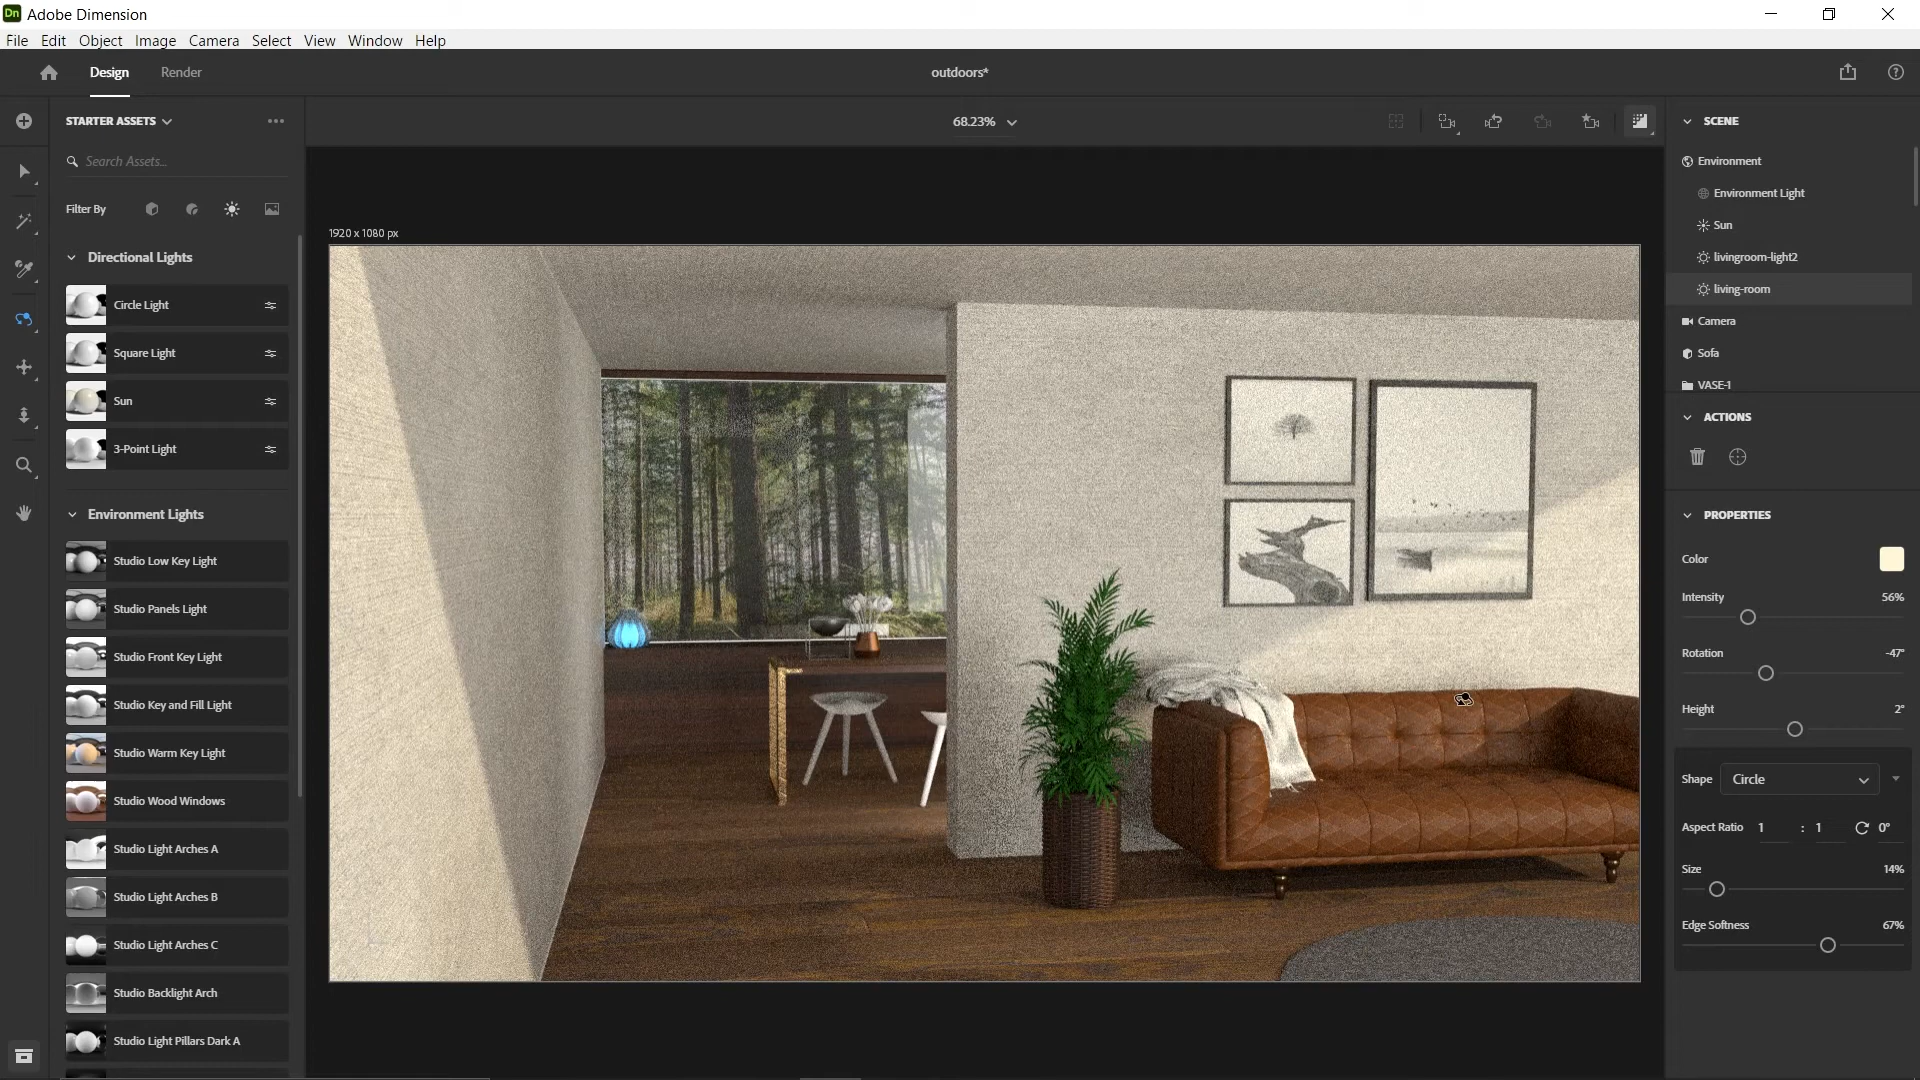 Dn Adobe Dimension
File Edit Object Image Camera Select View Window Help
Design Render outdoors*
STARTER ASSETS
68.23%
Search Assets...
Filter By
Directional Lights
Circle Light
Square Light
Sun
3-Point Light
Environment Lights
Studio Low Key Light
Studio Panels Light
Studio Front Key Light
Studio Key and Fill Light
Studio Warm Key Light
Studio Wood Windows
Studio Light Arches A
Studio Light Arches B
Studio Light Arches C
Studio Backlight Arch
Studio Light Pillars Dark A
1920 x 1080 px
SCENE
Environment
Environment Light
Sun
livingroom-light2
living-room
Camera
Sofa
VASE-1
ACTIONS
PROPERTIES
Color
Intensity 56%
Rotation -47°
Height 2°
Shape Circle
Aspect Ratio 1 : 1 0°
Size 14%
Edge Softness 67%